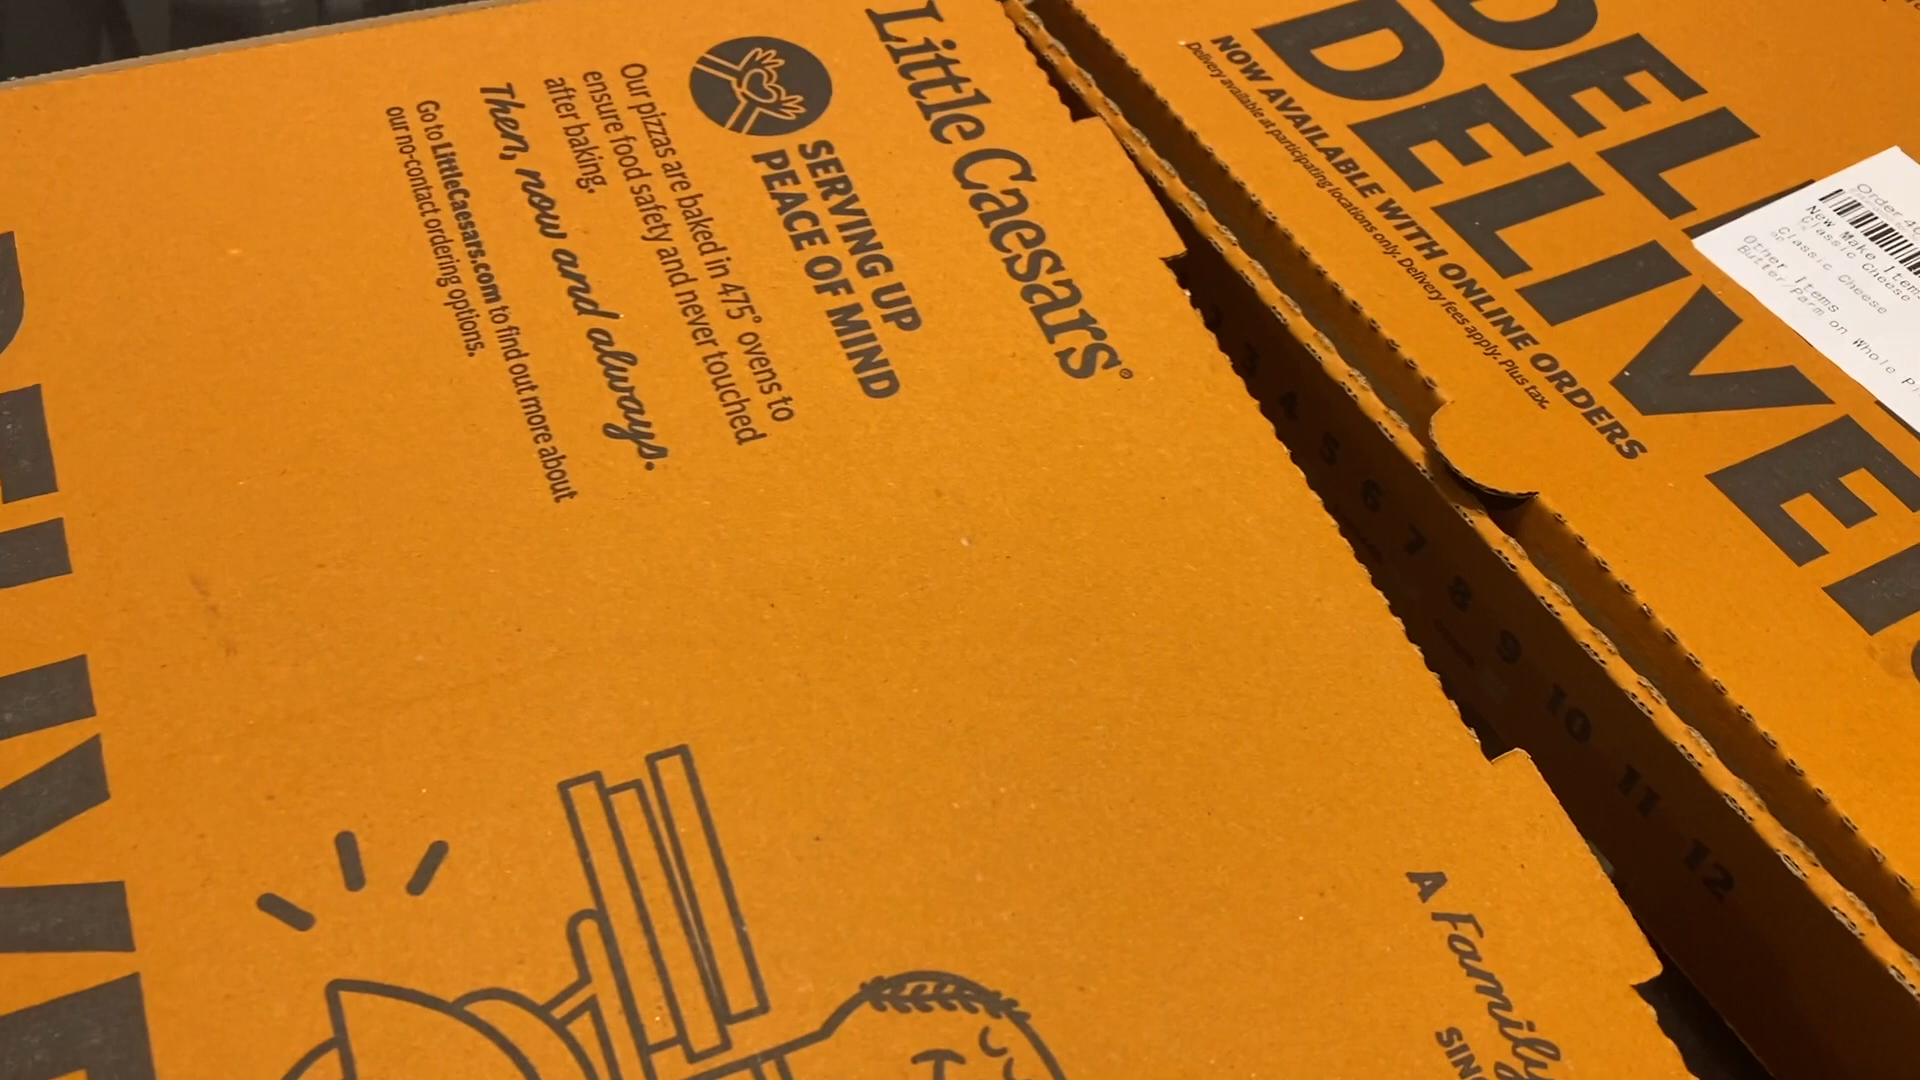 Little Caesars®
SERVING UP
PEACE OF MIND
Our pizzas are baked in 475° ovens to
ensure food safety and never touched
after baking.
Then, now and always.
Go to LittleCaesars.com to find out more about
our no-contact ordering options.
A Family
NOW AVAILABLE WITH ONLINE ORDERS
Delivery available at participating locations only. Delivery fees apply. Plus tax.
3 4 5 6 7 8 9 10 11 12
Order
New Make Items
Classic Cheese
Classic Cheese
Other Items
Butter/Parm on Whole